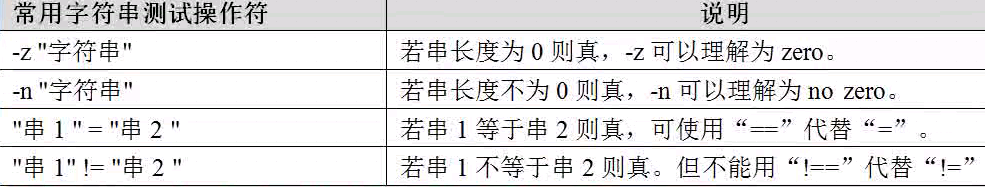 常用字符串测试操作符 说明
-z "字符串" 若串长度为 0 则真，-z 可以理解为 zero。
-n "字符串" 若串长度不为 0 则真，-n 可以理解为 no zero。
"串 1 " = "串 2 " 若串 1 等于串 2 则真，可使用“==”代替“=”。
"串 1" != "串 2 " 若串 1 不等于串 2 则真。但不能用“!==”代替“!=”